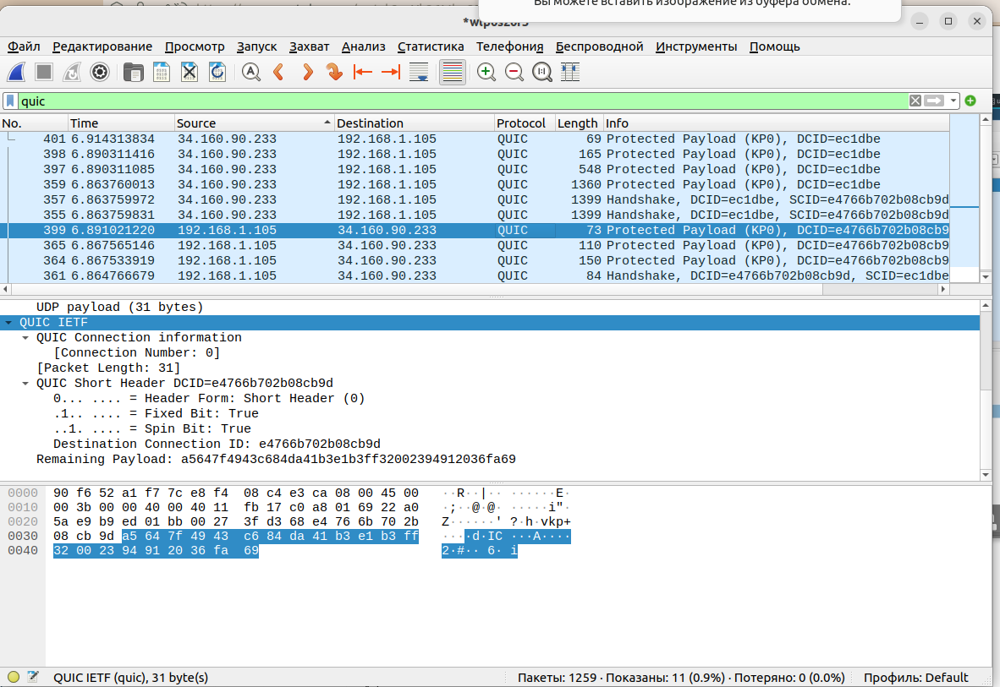 Вы можете вставить изображение из буфера обмена.
*wlp0s20f3
Файл Редактирование Просмотр Запуск Захват Анализ Статистика Телефония Беспроводной Инструменты Помощь
quic
No. Time Source Destination Protocol Length Info
401 6.914313834 34.160.90.233 192.168.1.105 QUIC 69 Protected Payload (KP0), DCID=ec1dbe
398 6.890311416 34.160.90.233 192.168.1.105 QUIC 165 Protected Payload (KP0), DCID=ec1dbe
397 6.890311085 34.160.90.233 192.168.1.105 QUIC 548 Protected Payload (KP0), DCID=ec1dbe
359 6.863760013 34.160.90.233 192.168.1.105 QUIC 1360 Protected Payload (KP0), DCID=ec1dbe
357 6.863759972 34.160.90.233 192.168.1.105 QUIC 1399 Handshake, DCID=ec1dbe, SCID=e4766b702b08cb9d
355 6.863759831 34.160.90.233 192.168.1.105 QUIC 1399 Handshake, DCID=ec1dbe, SCID=e4766b702b08cb9d
399 6.891021220 192.168.1.105 34.160.90.233 QUIC 73 Protected Payload (KP0), DCID=e4766b702b08cb9
365 6.867565146 192.168.1.105 34.160.90.233 QUIC 110 Protected Payload (KP0), DCID=e4766b702b08cb9
364 6.867533919 192.168.1.105 34.160.90.233 QUIC 150 Protected Payload (KP0), DCID=e4766b702b08cb9
361 6.864766679 192.168.1.105 34.160.90.233 QUIC 84 Handshake, DCID=e4766b702b08cb9d, SCID=ec1dbe
UDP payload (31 bytes)
QUIC IETF
QUIC Connection information
[Connection Number: 0]
[Packet Length: 31]
QUIC Short Header DCID=e4766b702b08cb9d
0... .... = Header Form: Short Header (0)
.1.. .... = Fixed Bit: True
..1. .... = Spin Bit: True
Destination Connection ID: e4766b702b08cb9d
Remaining Payload: a5647f4943c684da41b3e1b3ff32002394912036fa69
0000 90 f6 52 a1 f7 7c e8 f4 08 c4 e3 ca 08 00 45 00 ··R··|·· ······E·
0010 00 3b 00 00 40 00 40 11 fb 17 c0 a8 01 69 22 a0 ·;··@·@· ·····i"·
0020 5a e9 b9 ed 01 bb 00 27 3f d3 68 e4 76 6b 70 2b Z······' ?·h·vkp+
0030 08 cb 9d a5 64 7f 49 43 c6 84 da 41 b3 e1 b3 ff ····d·IC ···A····
0040 32 00 23 94 91 20 36 fa 69 2·#·· 6· i
QUIC IETF (quic), 31 byte(s) Пакеты: 1259 · Показаны: 11 (0.9%) · Потеряно: 0 (0.0%) Профиль: Default